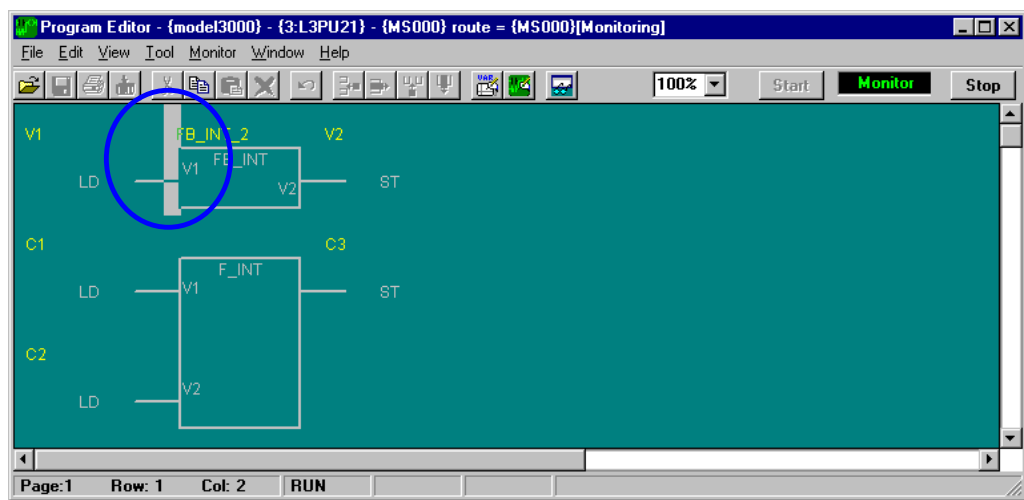 Program Editor - {model3000} - {3:L3PU21} - {MS000} route = {MS000}[Monitoring]
File Edit View Tool Monitor Window Help
VAR 100% Start Monitor Stop
V1 FB_INT_2 V2
FB_INT
V1
LD V2 ST
C1 C3
F_INT
LD V1 ST
C2
V2
LD
Page:1 Row: 1 Col: 2 RUN